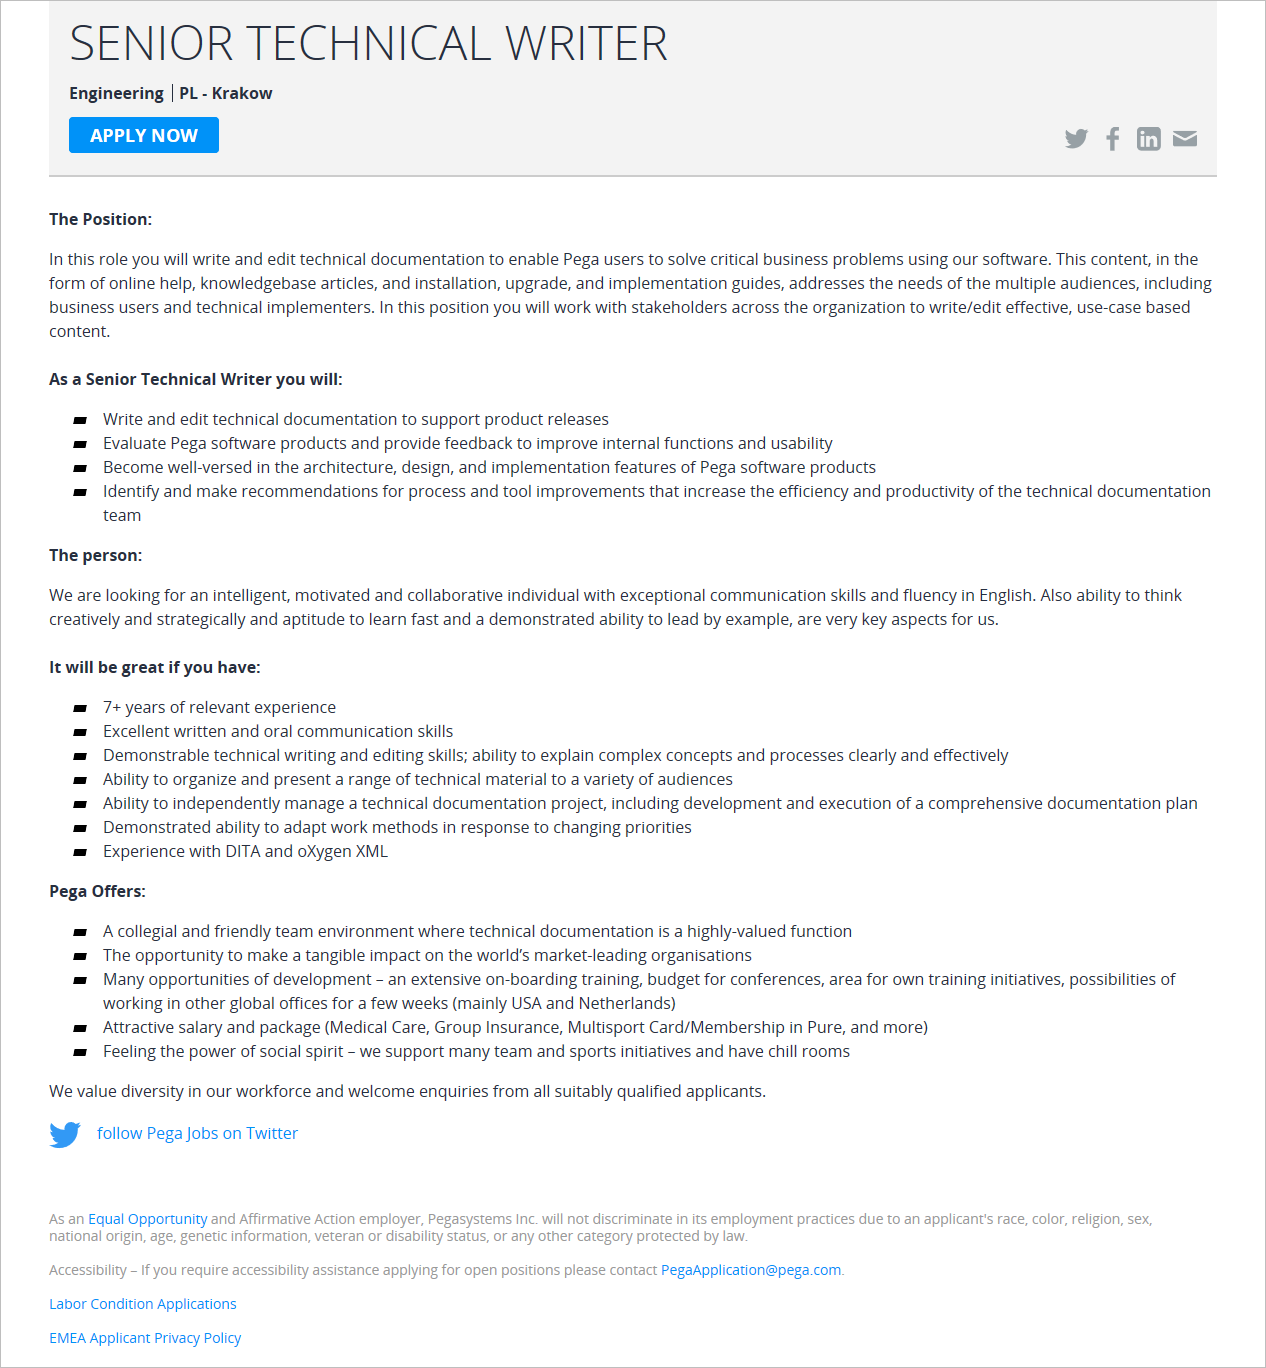 SENIOR TECHNICAL WRITER
Engineering | PL - Krakow
APPLY NOW
The Position:
In this role you will write and edit technical documentation to enable Pega users to solve critical business problems using our software. This content, in the
form of online help, knowledgebase articles, and installation, upgrade, and implementation guides, addresses the needs of the multiple audiences, including
business users and technical implementers. In this position you will work with stakeholders across the organization to write/edit effective, use-case based
content.
As a Senior Technical Writer you will:
Write and edit technical documentation to support product releases
Evaluate Pega software products and provide feedback to improve internal functions and usability
Become well-versed in the architecture, design, and implementation features of Pega software products
Identify and make recommendations for process and tool improvements that increase the efficiency and productivity of the technical documentation
team
The person:
We are looking for an intelligent, motivated and collaborative individual with exceptional communication skills and fluency in English. Also ability to think
creatively and strategically and aptitude to learn fast and a demonstrated ability to lead by example, are very key aspects for us.
It will be great if you have:
7+ years of relevant experience
Excellent written and oral communication skills
Demonstrable technical writing and editing skills; ability to explain complex concepts and processes clearly and effectively
Ability to organize and present a range of technical material to a variety of audiences
Ability to independently manage a technical documentation project, including development and execution of a comprehensive documentation plan
Demonstrated ability to adapt work methods in response to changing priorities
Experience with DITA and oXygen XML
Pega Offers:
A collegial and friendly team environment where technical documentation is a highly-valued function
The opportunity to make a tangible impact on the world’s market-leading organisations
Many opportunities of development – an extensive on-boarding training, budget for conferences, area for own training initiatives, possibilities of
working in other global offices for a few weeks (mainly USA and Netherlands)
Attractive salary and package (Medical Care, Group Insurance, Multisport Card/Membership in Pure, and more)
Feeling the power of social spirit – we support many team and sports initiatives and have chill rooms
We value diversity in our workforce and welcome enquiries from all suitably qualified applicants.
follow Pega Jobs on Twitter
As an Equal Opportunity and Affirmative Action employer, Pegasystems Inc. will not discriminate in its employment practices due to an applicant's race, color, religion, sex,
national origin, age, genetic information, veteran or disability status, or any other category protected by law.
Accessibility – If you require accessibility assistance applying for open positions please contact PegaApplication@pega.com.
Labor Condition Applications
EMEA Applicant Privacy Policy